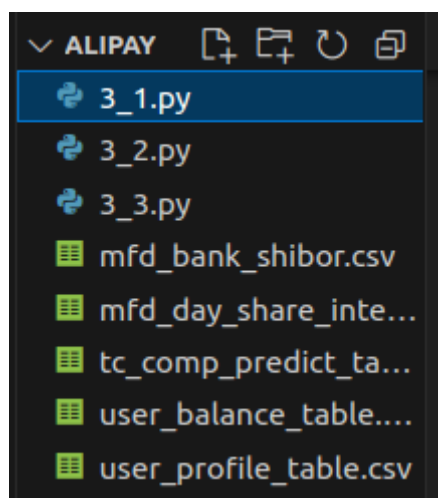 ALIPAY
3_1.py
3_2.py
3_3.py
mfd_bank_shibor.csv
mfd_day_share_inte...
tc_comp_predict_ta...
user_balance_table....
user_profile_table.csv